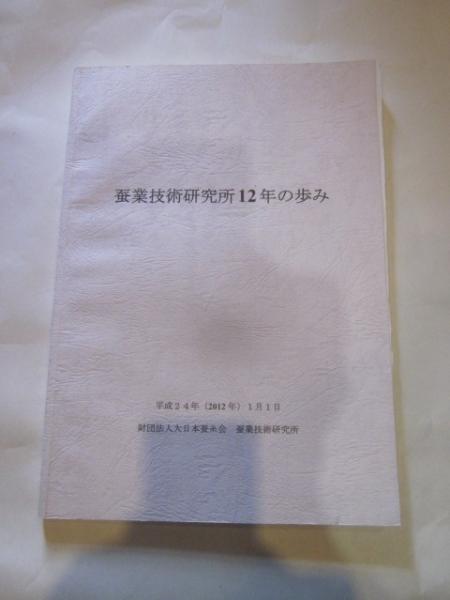 蚕業技術研究所12年の歩み
平成24年(2012年)1月1日
財団法人大日本蚕糸会 蚕業技術研究所